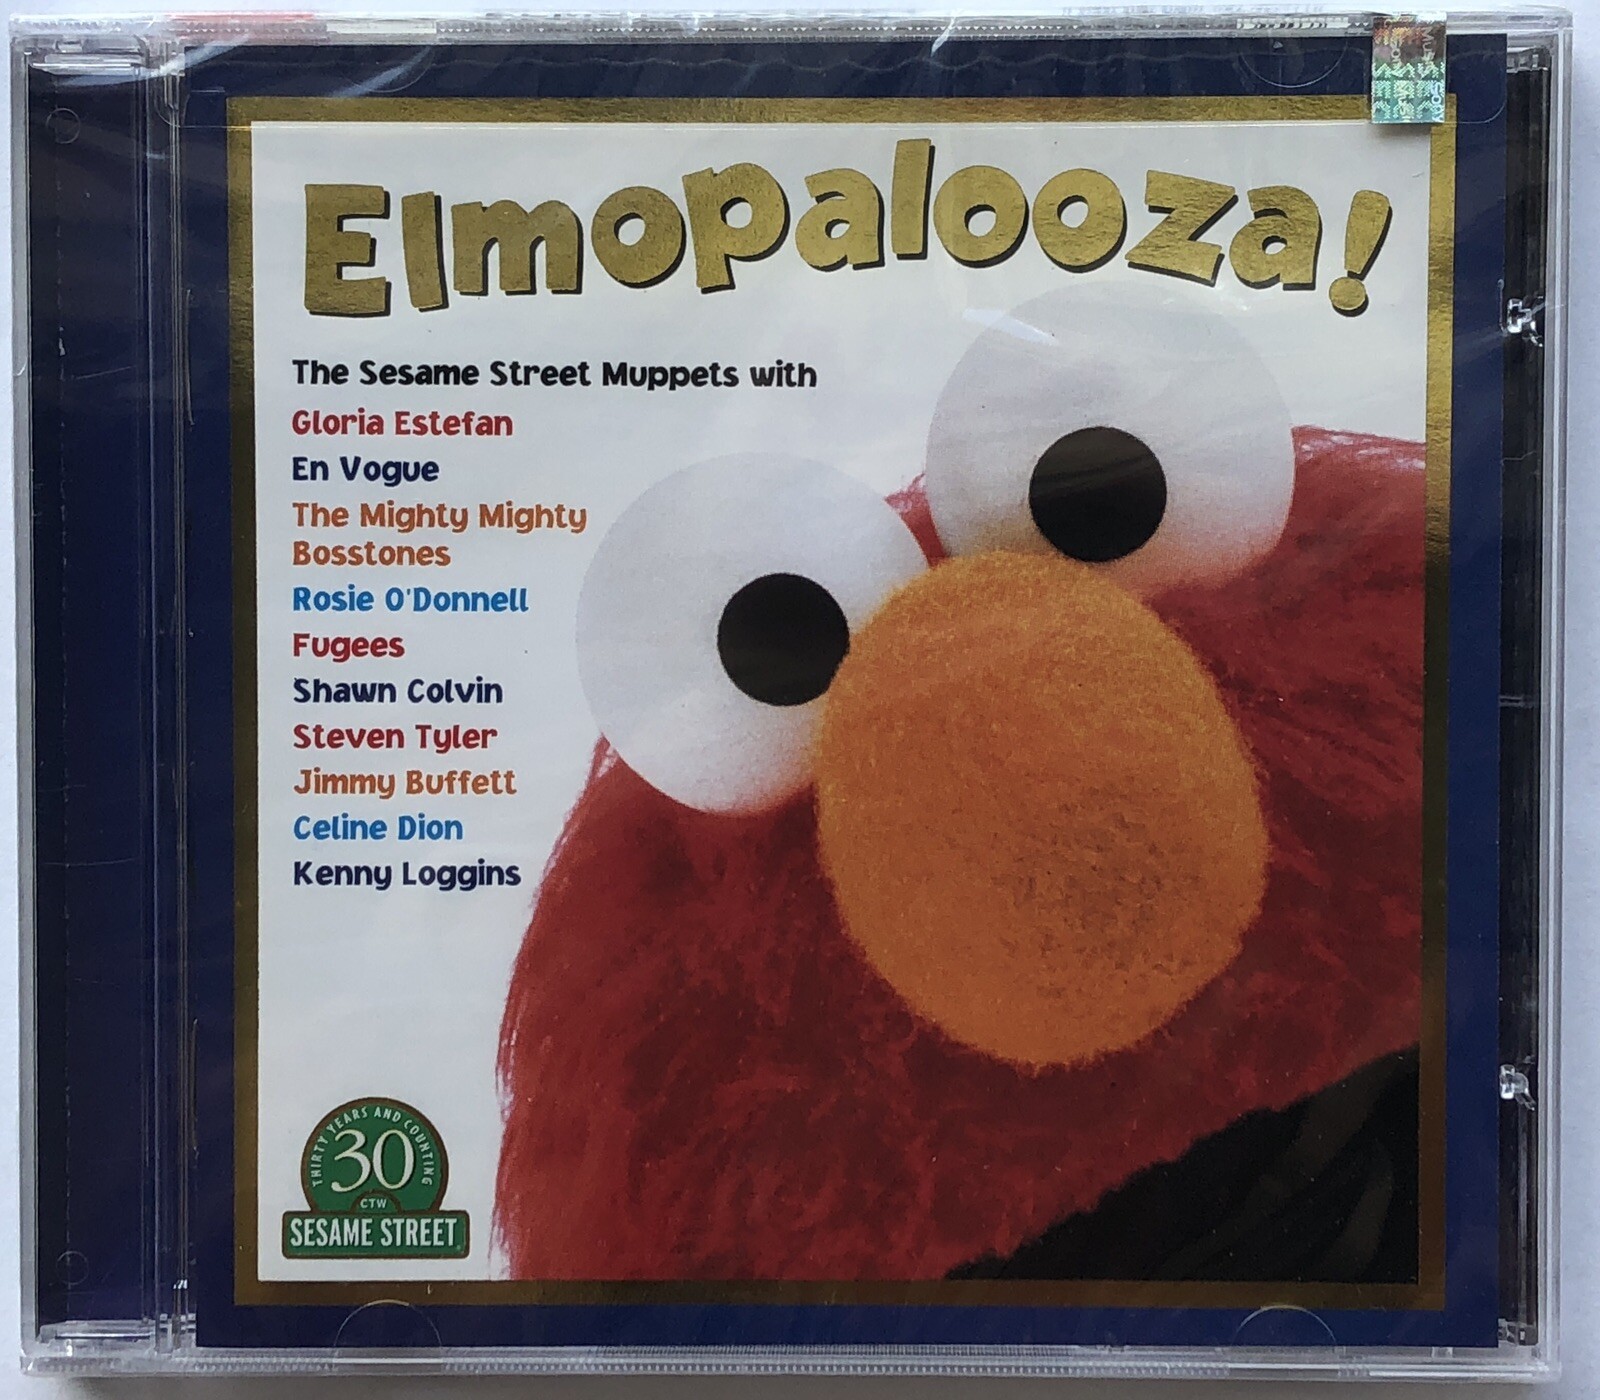 Elmopalooza!
The Sesame Street Muppets with
Gloria Estefan
En Vogue
The Mighty Mighty
Bosstones
Rosie O'Donnell
Fugees
Shawn Colvin
Steven Tyler
Jimmy Buffett
Celine Dion
Kenny Loggins
THIRTY YEARS AND COUNTING
30
CTW
SESAME STREET